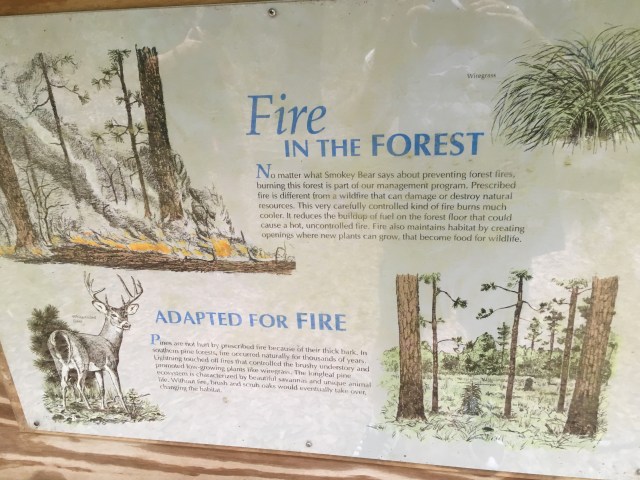 Wiregrass
Fire
IN THE FOREST
No matter what Smokey Bear says about preventing forest fires,
burning this forest is part of our management program. Prescribed
fire is different from a wildfire that can damage or destroy natural
resources. This very carefully controlled kind of fire burns much
cooler. It reduces the buildup of fuel on the forest floor that could
cause a hot, uncontrolled fire. Fire also maintains habitat by creating
openings where new plants can grow, that become food for wildlife.
ADAPTED FOR FIRE
Pines are not hurt by prescribed fire because of their thick bark. In
southern pine forests, fire occurred naturally for thousands of years.
Lightning touched off fires that controlled the brushy understory and
promoted low-growing plants like wiregrass. The longleaf pine
ecosystem is characterized by beautiful savannas and unique animal
life. Without fire, brush and scrub oaks would eventually take over,
changing the habitat.